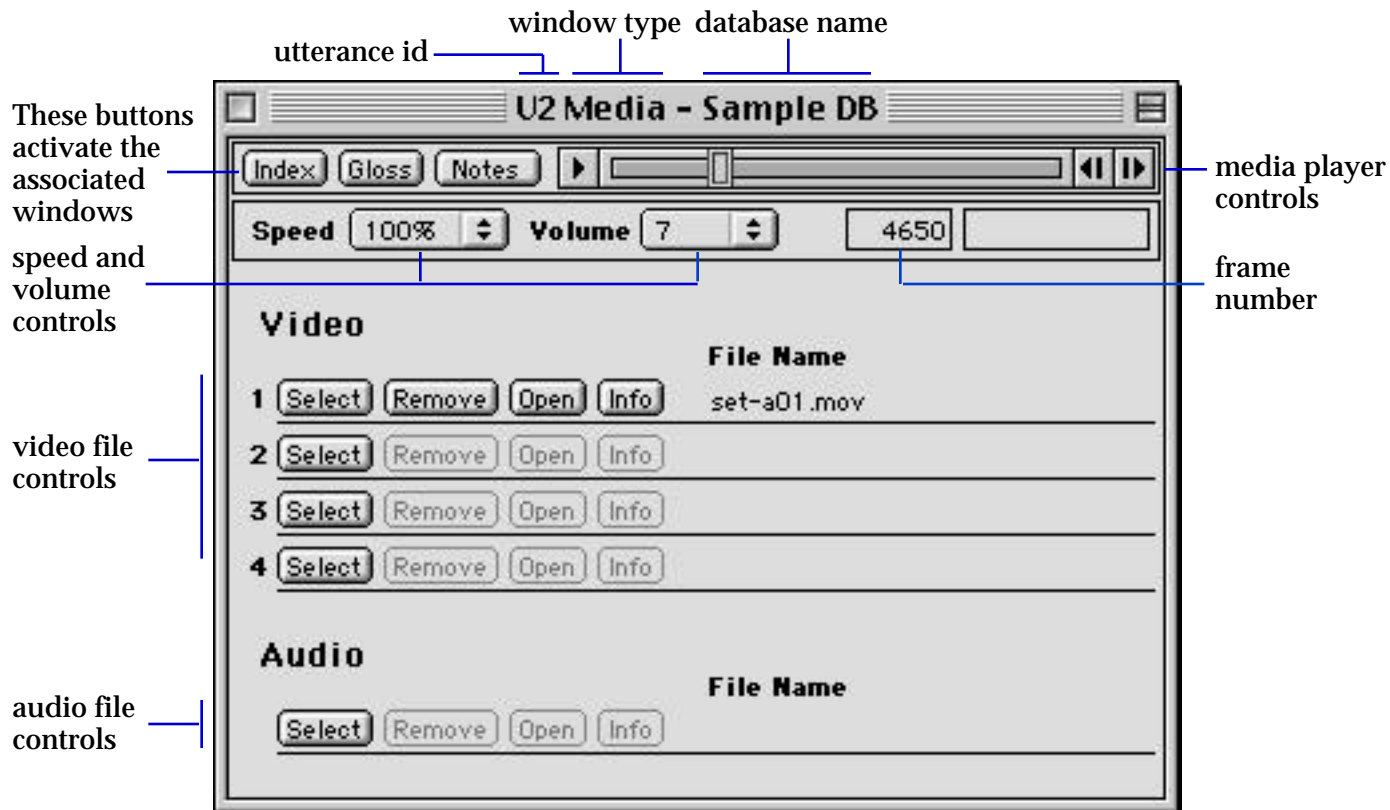 window type database name
utterance id
U2 Media - Sample DB
These buttons
activate the
associated
windows
Index Gloss Notes
media player
controls
Speed 100% Volume 7 4650
speed and
volume
controls
frame
number
Video
File Name
1 Select Remove Open Info set-a01.mov
2 Select Remove Open Info
3 Select Remove Open Info
4 Select Remove Open Info
video file
controls
Audio
File Name
Select Remove Open Info
audio file
controls